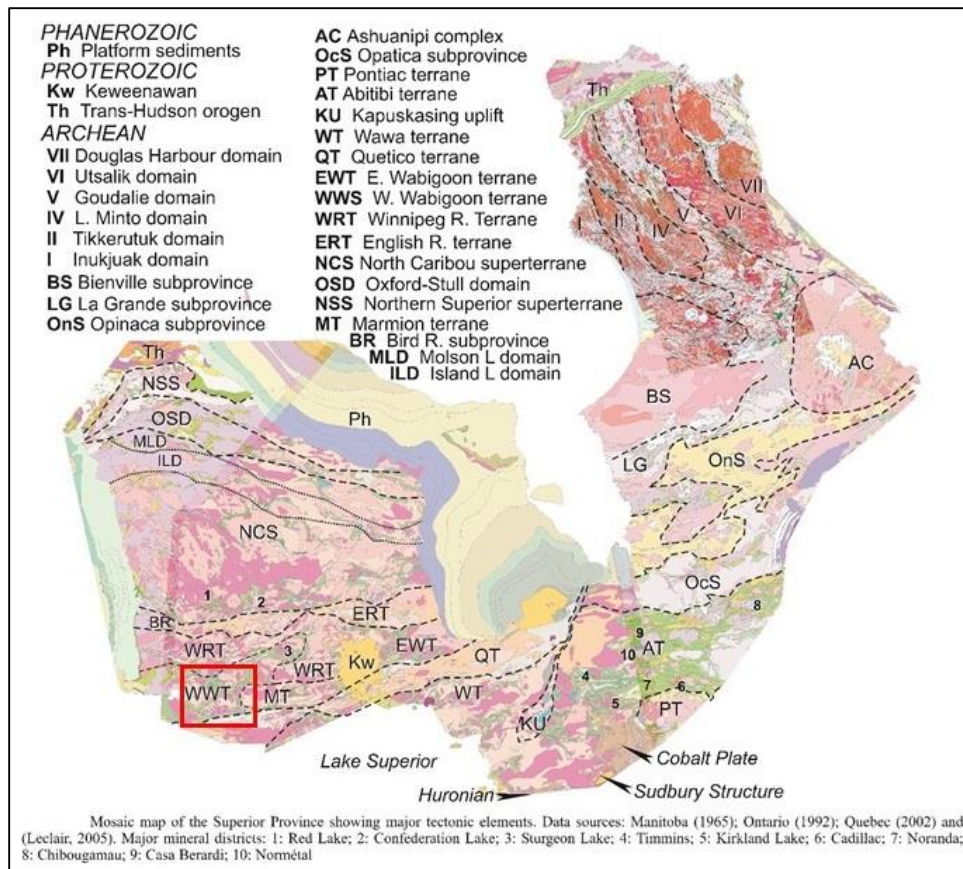 PHANEROZOIC
Ph Platform sediments
PROTEROZOIC
Kw Keweenawan
Th Trans-Hudson orogen
ARCHEAN
VII Douglas Harbour domain
VI Utsalik domain
V Goudalie domain
IV L. Minto domain
II Tikkerutuk domain
I Inukjuak domain
BS Bienville subprovince
LG La Grande subprovince
OnS Opinaca subprovince
AC Ashuanipi complex
OcS Opatica subprovince
PT Pontiac terrane
AT Abitibi terrane
KU Kapuskasing uplift
WT Wawa terrane
QT Quetico terrane
EWT E. Wabigoon terrane
WWS W. Wabigoon terrane
WRT Winnipeg R. Terrane
ERT English R. terrane
NCS North Caribou superterrane
OSD Oxford-Stull domain
NSS Northern Superior superterrane
MT Marmion terrane
BR Bird R. subprovince
MLD Molson L domain
ILD Island L domain
Th
VII
VI
V
IV
II
I
AC
BS
LG
OnS
OcS
Th
NSS
OSD
MLD
ILD
Ph
NCS
1
2
BR
ERT
WRT
3
WRT
EWT
Kw
QT
WWT
MT
WT
KU
8
9
AT
10
4
7
6
5
PT
Lake Superior
Cobalt Plate
Huronian
Sudbury Structure
Mosaic map of the Superior Province showing major tectonic elements. Data sources: Manitoba (1965); Ontario (1992); Quebec (2002) and
(Leclair, 2005). Major mineral districts: 1: Red Lake; 2: Confederation Lake; 3: Sturgeon Lake; 4: Timmins; 5: Kirkland Lake; 6: Cadillac; 7: Noranda;
8: Chibougamau; 9: Casa Berardi; 10: Normétal